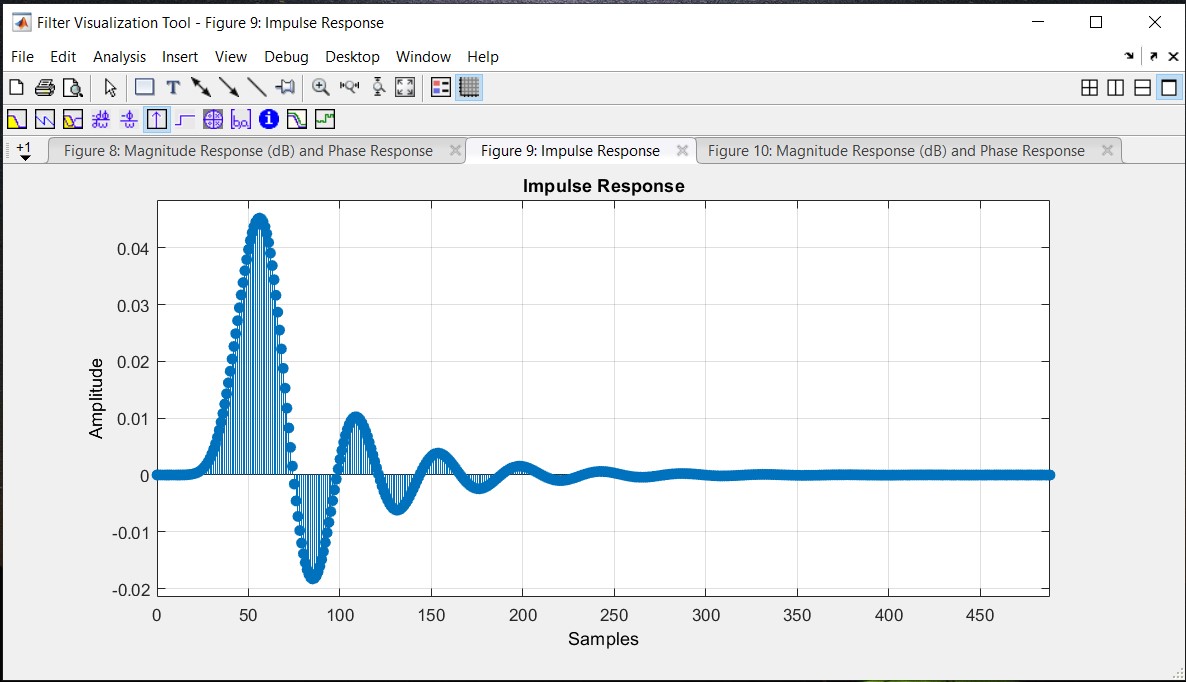 Filter Visualization Tool - Figure 9: Impulse Response
File Edit Analysis Insert View Debug Desktop Window Help
+1 Figure 8: Magnitude Response (dB) and Phase Response Figure 9: Impulse Response Figure 10: Magnitude Response (dB) and Phase Response
Impulse Response
Amplitude
0.04
0.03
0.02
0.01
0
-0.01
-0.02
0 50 100 150 200 250 300 350 400 450
Samples